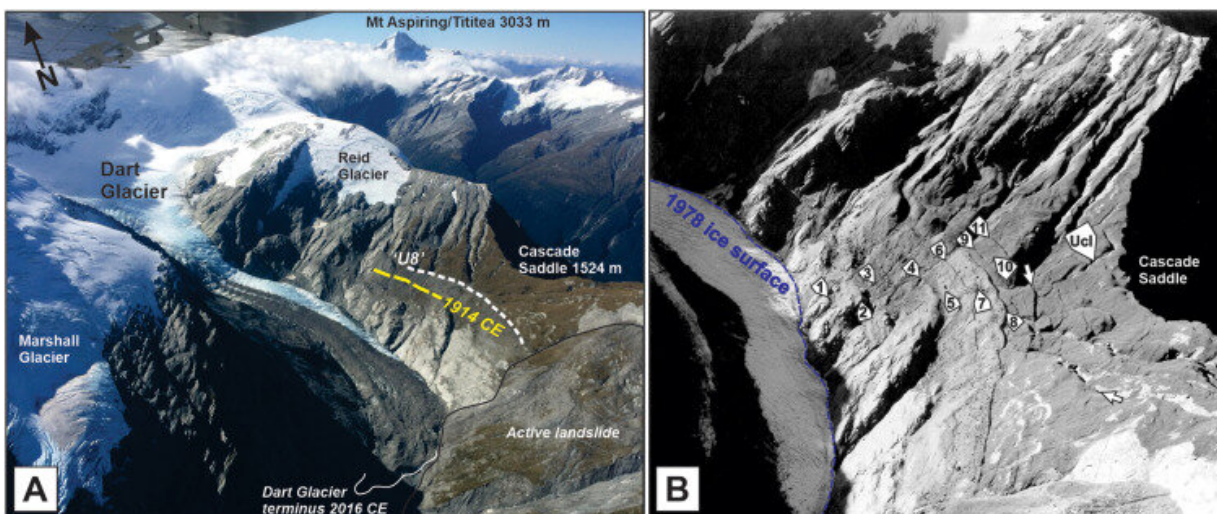 Mt Aspiring/Tititea 3033 m
N
Reid
Glacier
Dart
Glacier
'U8'
Cascade
Saddle 1524 m
1914 CE
Marshall
Glacier
Active landslide
Dart Glacier
terminus 2016 CE
A
1978 ice surface
11
9
6
Ucl
Cascade
Saddle
3
4
10
1
2
5
7
8
B